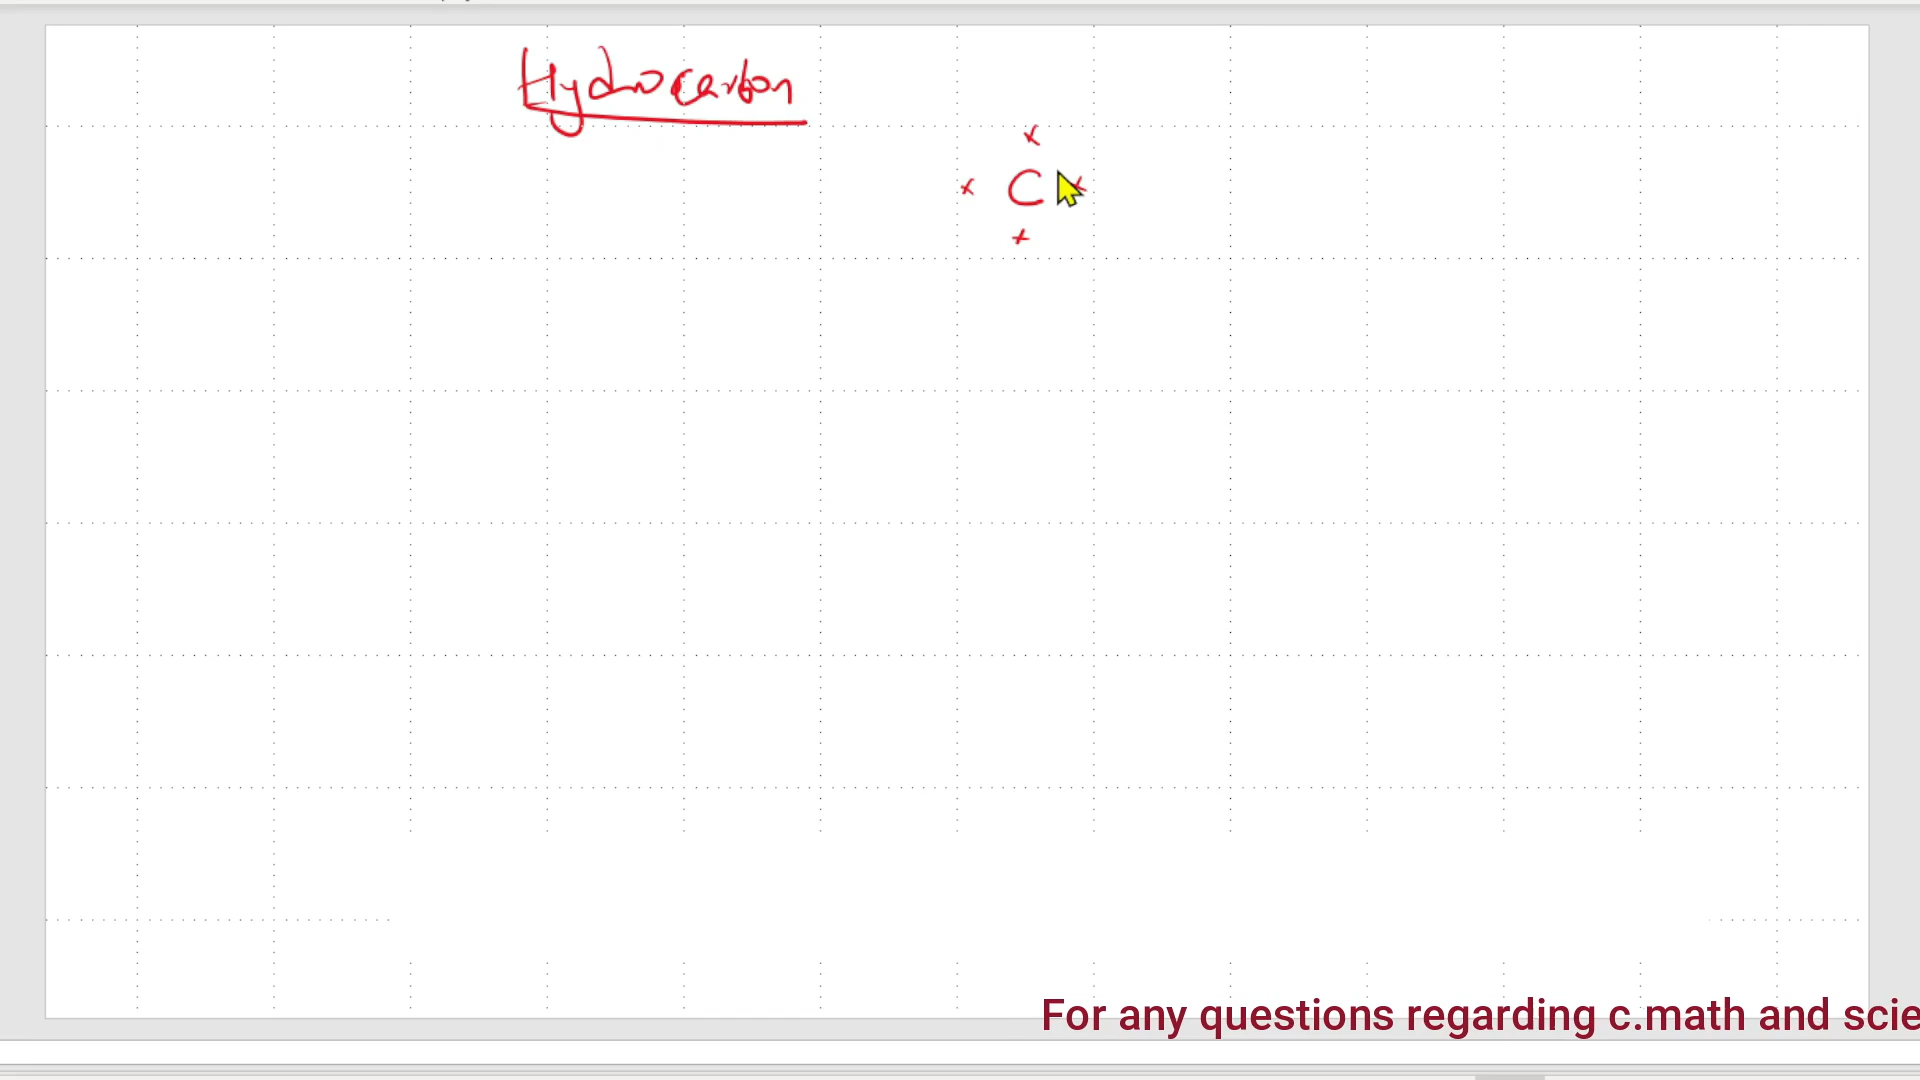 Hydrocarbon
x
x C x
x
For any questions regarding c.math and scie